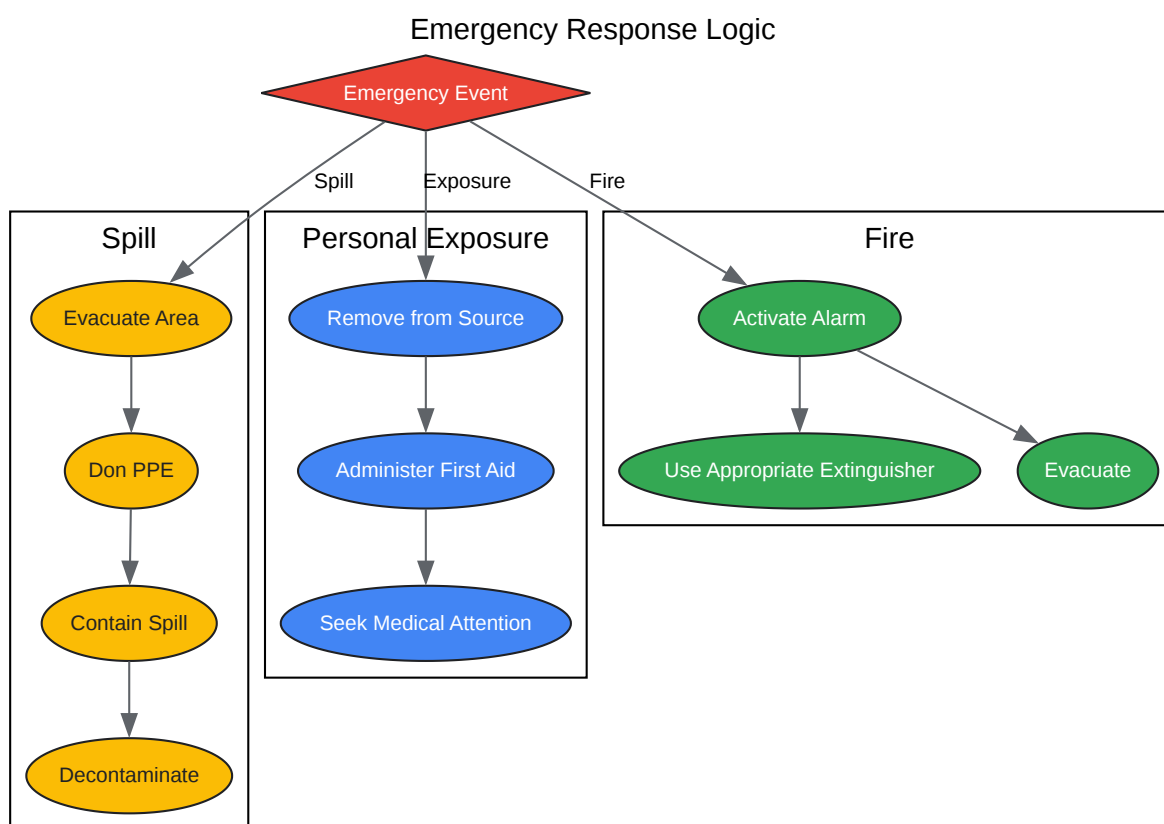 Emergency Response Logic
Emergency Event
Spill
Exposure
Fire
Spill
Evacuate Area
Don PPE
Contain Spill
Decontaminate
Personal Exposure
Remove from Source
Administer First Aid
Seek Medical Attention
Fire
Activate Alarm
Use Appropriate Extinguisher
Evacuate